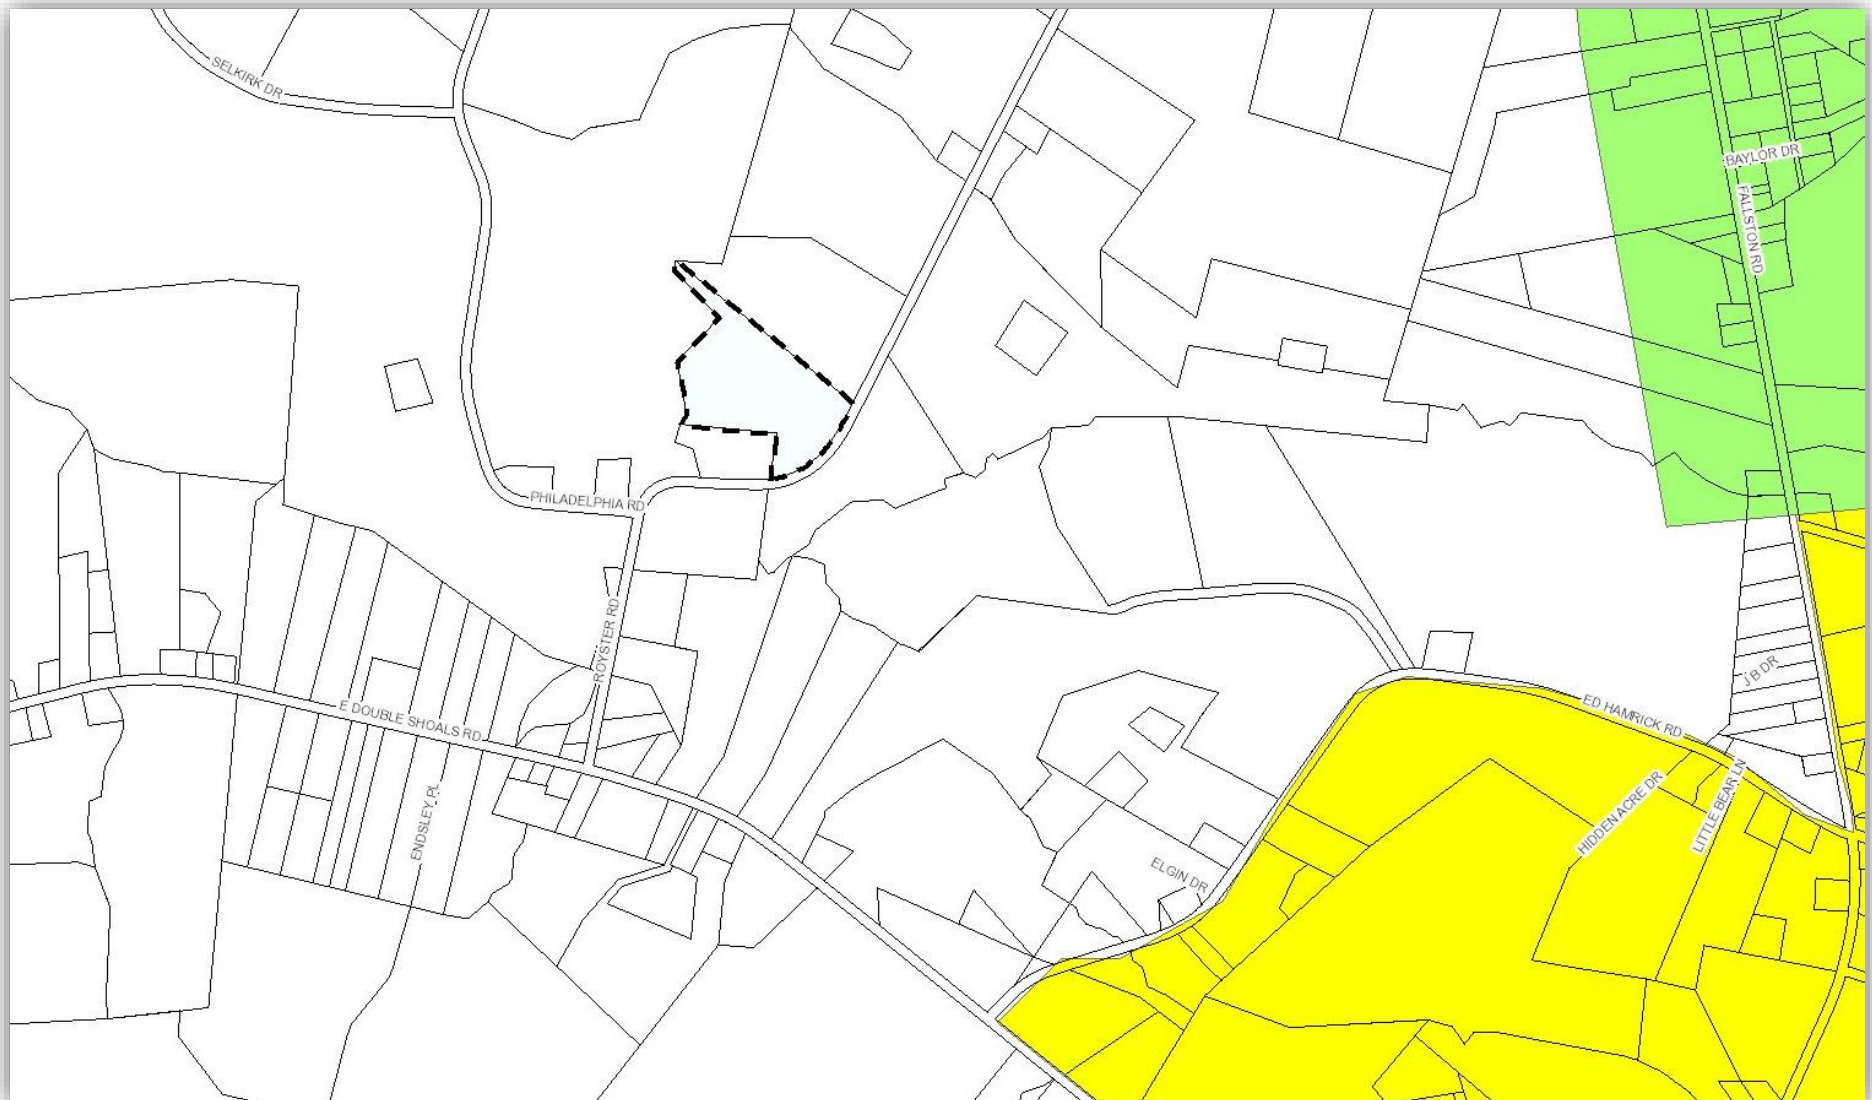 SELKIRK DR
BAYLOR DR
FALLSTON RD
PHILADELPHIA RD
ROYSTER RD
J B DR
E DOUBLE SHOALS RD
ED HAMRICK RD
ENDSLEY PL
HIDDEN ACRE DR
LITTLE BEAR LN
ELGIN DR